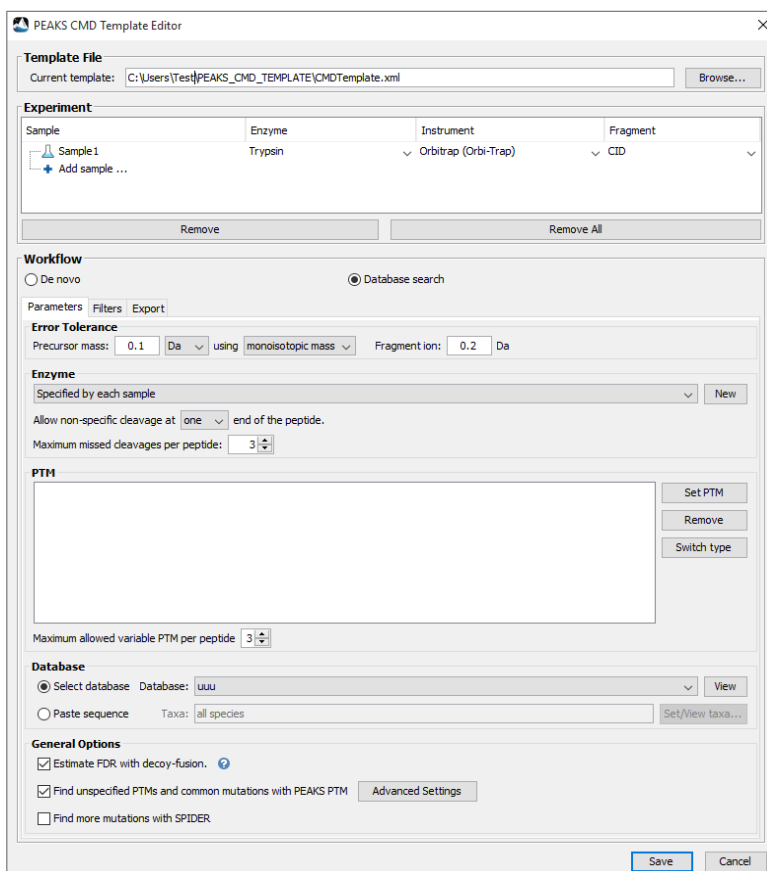 PEAKS CMD Template Editor
Template File
Current template: C:\Users\Test\PEAKS_CMD_TEMPLATE\CMDTemplate.xml Browse...
Experiment
Sample Enzyme Instrument Fragment
Sample1 Trypsin Orbitrap (Orbi-Trap) CID
Add sample ...
Remove Remove All
Workflow
De novo Database search
Parameters Filters Export
Error Tolerance
Precursor mass: 0.1 Da using monoisotopic mass Fragment ion: 0.2 Da
Enzyme
Specified by each sample New
Allow non-specific cleavage at one end of the peptide.
Maximum missed cleavages per peptide: 3
PTM
Set PTM
Remove
Switch type
Maximum allowed variable PTM per peptide 3
Database
Select database Database: uuu View
Paste sequence Taxa: all species Set/View taxa...
General Options
Estimate FDR with decoy-fusion.
Find unspecified PTMs and common mutations with PEAKS PTM Advanced Settings
Find more mutations with SPIDER
Save Cancel